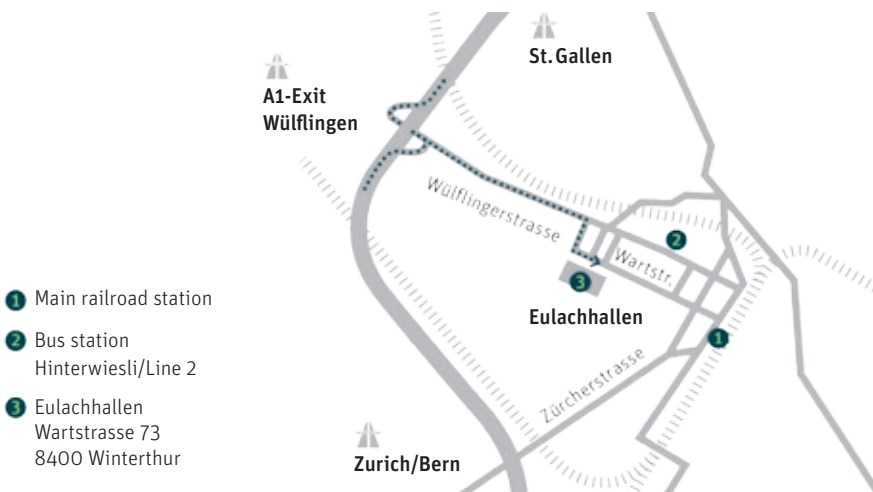 St. Gallen
A1-Exit
Wülflingen
Wülflingerstrasse
2
Wartstr.
3
1 Main railroad station
Eulachhallen
1
2 Bus station
Hinterwiesli/Line 2
Zürcherstrasse
3 Eulachhallen
Wartstrasse 73
8400 Winterthur
Zurich/Bern